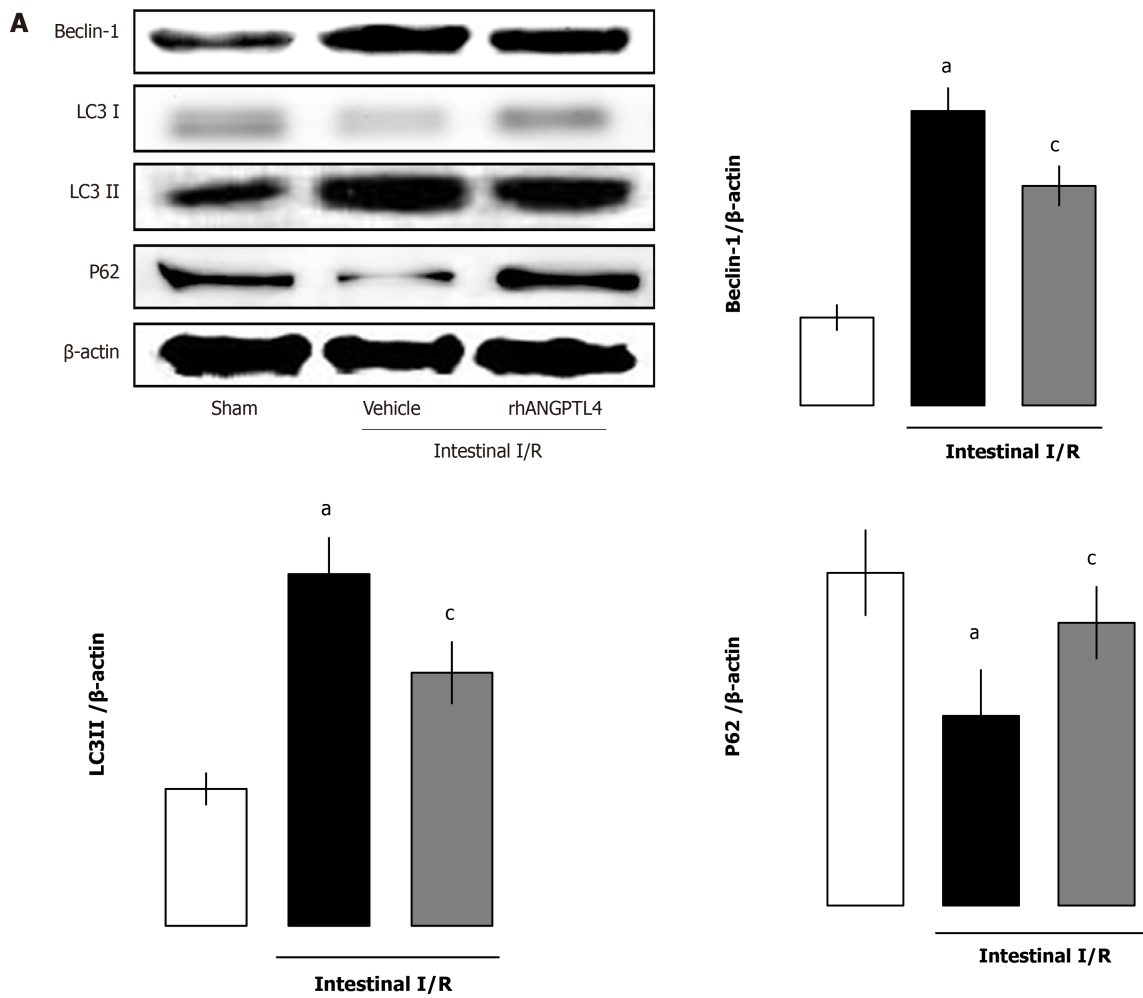 A
Beclin-1
LC3 I
LC3 II
P62
β-actin
Sham
Vehicle
rhANGPTL4
Intestinal I/R
Beclin-1/β-actin
a
c
Intestinal I/R
LC3II /β-actin
a
c
Intestinal I/R
P62 /β-actin
a
c
Intestinal I/R